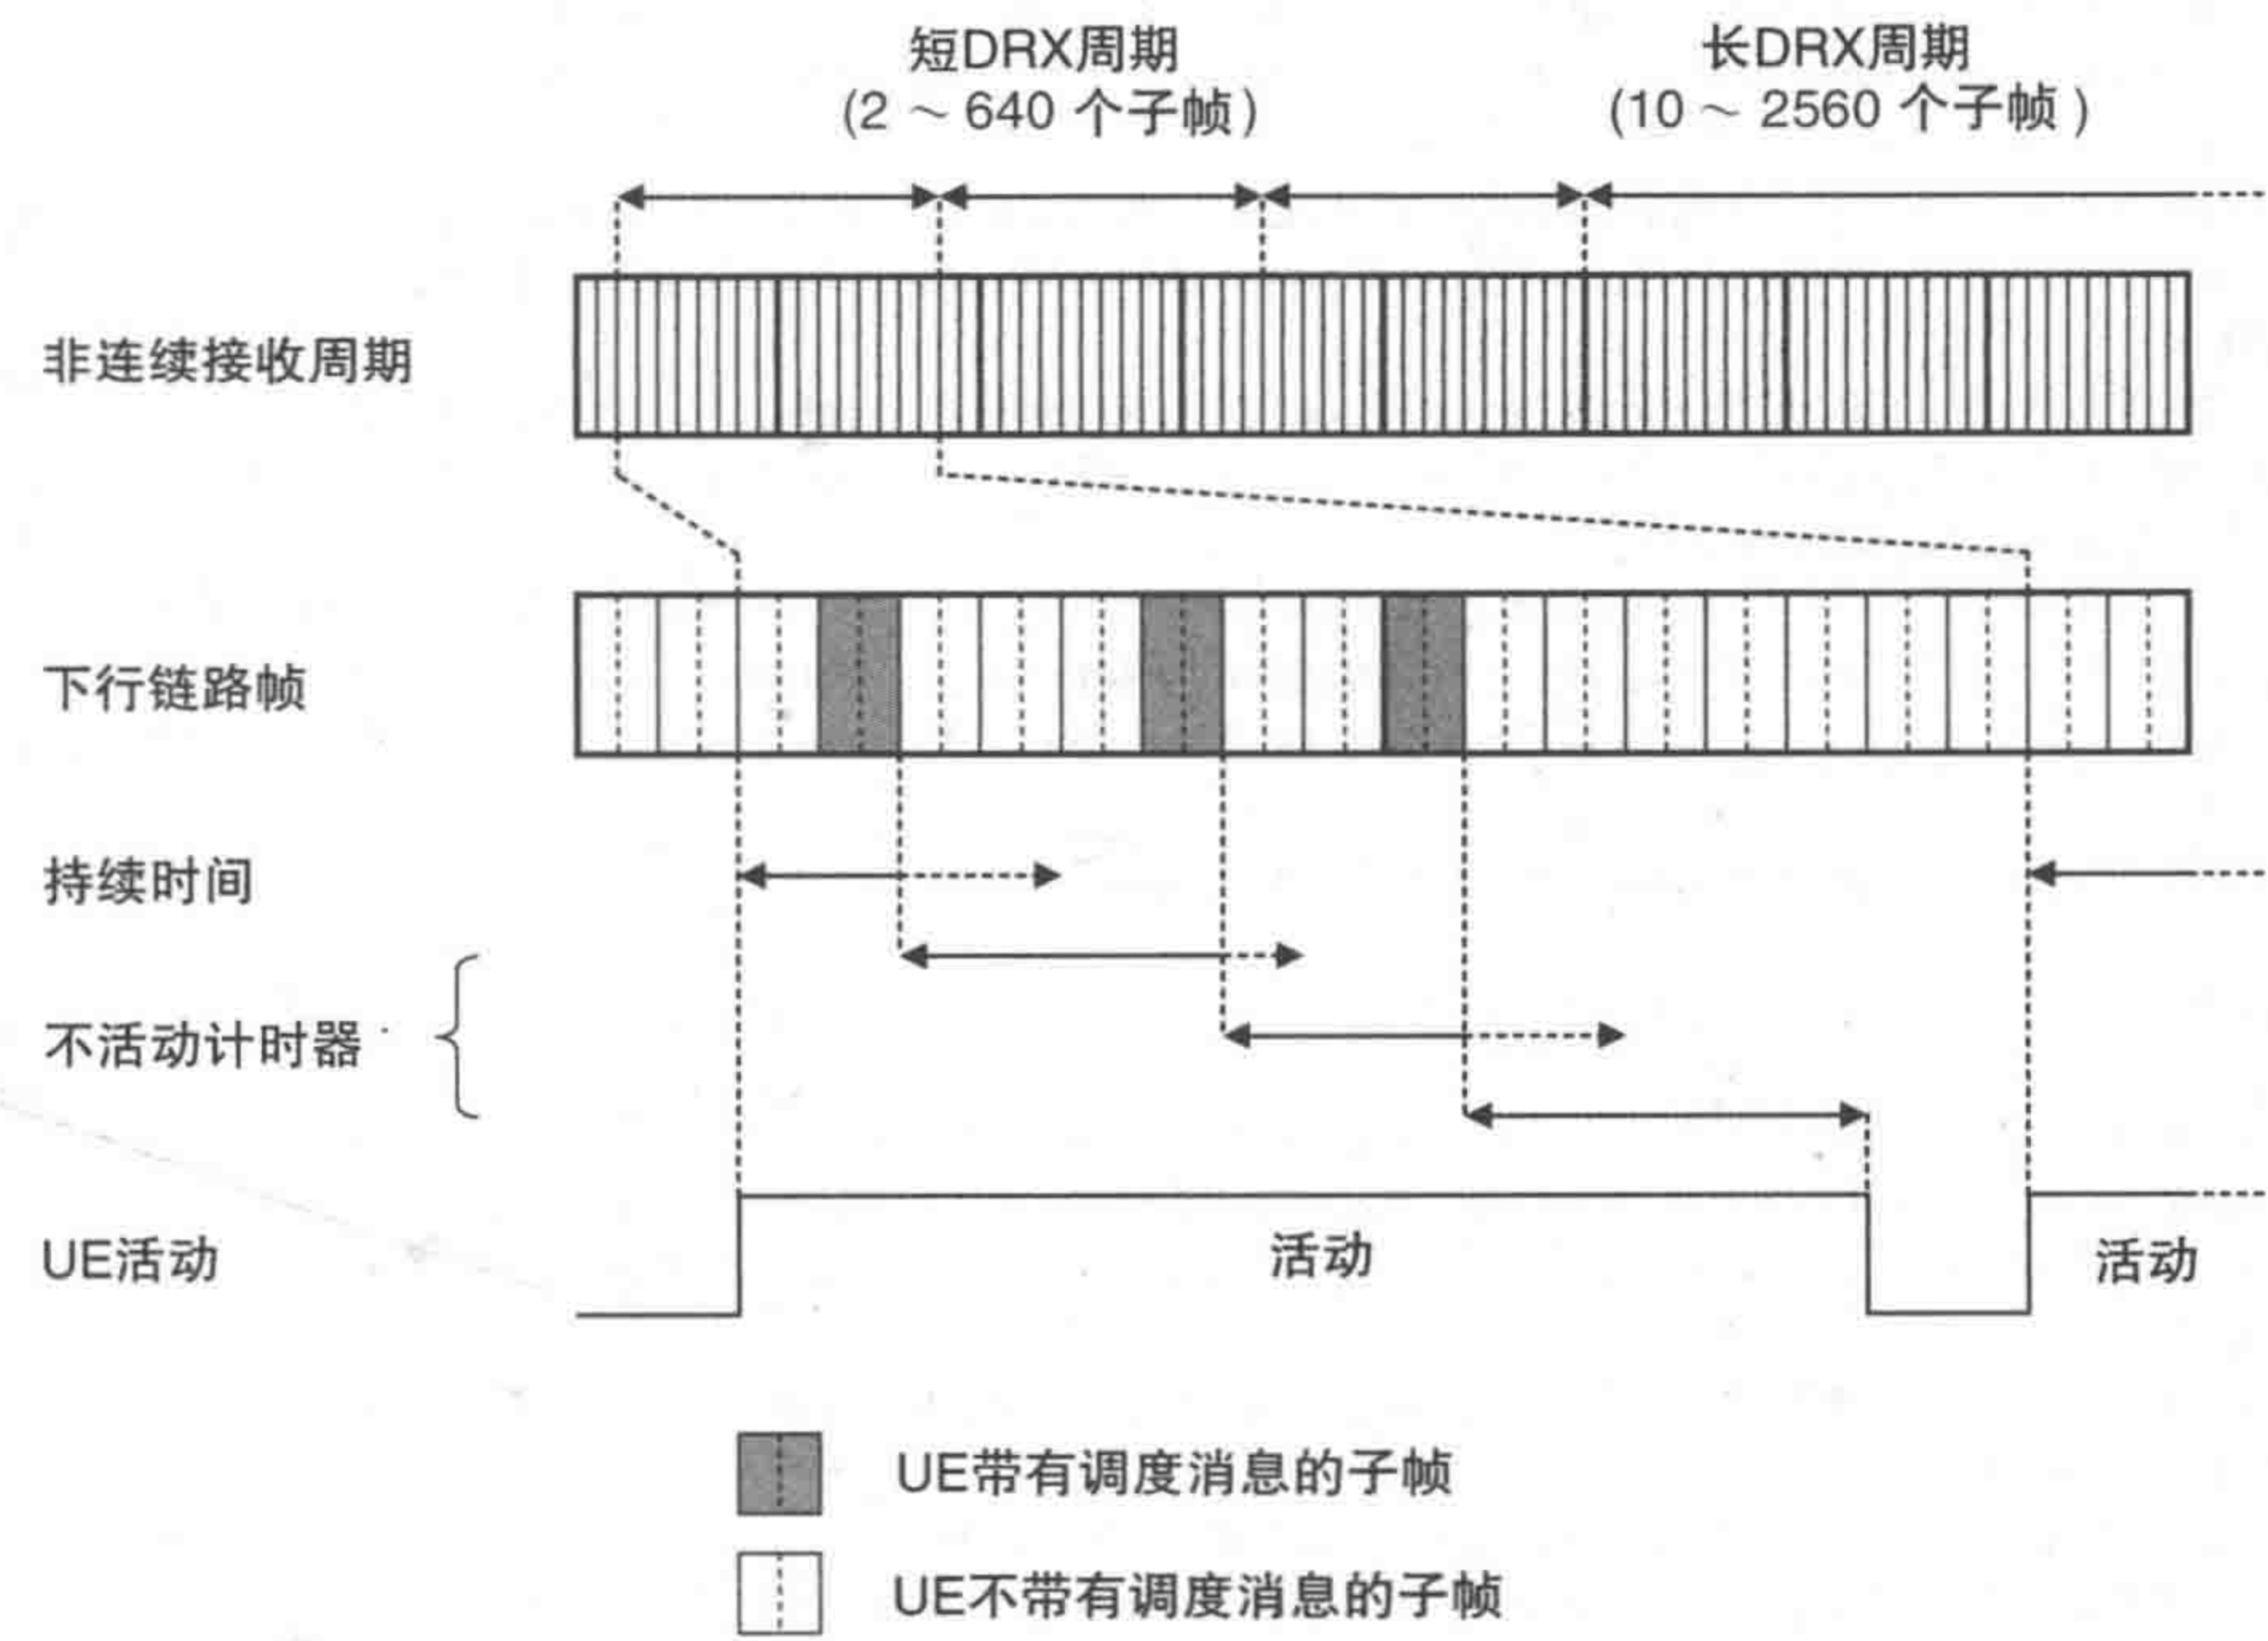 短DRX周期
(2 ～ 640 个子帧)
长DRX周期
(10 ～ 2560 个子帧)
非连续接收周期
下行链路帧
持续时间
不活动计时器
UE活动
活动
活动
UE带有调度消息的子帧
UE不带有调度消息的子帧